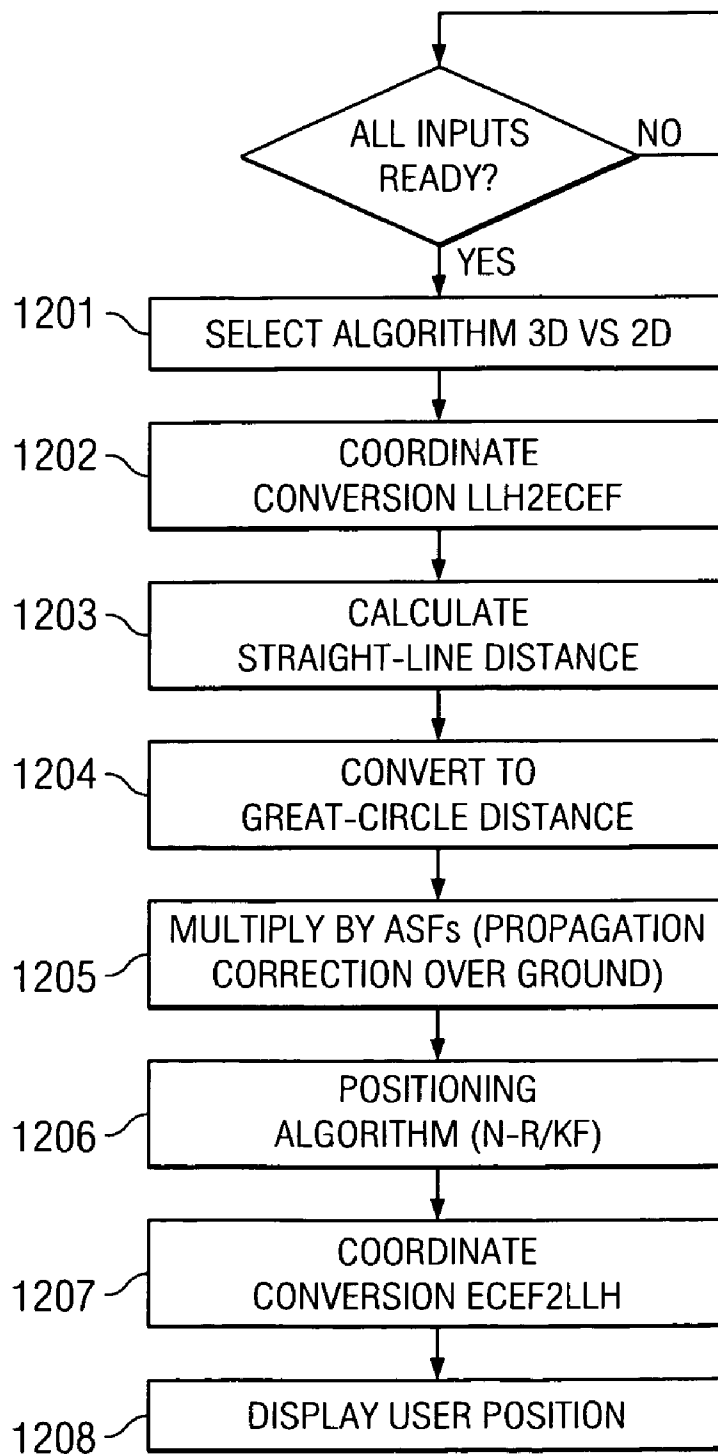 ALL INPUTS
READY?
NO
YES
1201
SELECT ALGORITHM 3D VS 2D
1202
COORDINATE
CONVERSION LLH2ECEF
1203
CALCULATE
STRAIGHT-LINE DISTANCE
1204
CONVERT TO
GREAT-CIRCLE DISTANCE
1205
MULTIPLY BY ASFs (PROPAGATION
CORRECTION OVER GROUND)
1206
POSITIONING
ALGORITHM (N-R/KF)
1207
COORDINATE
CONVERSION ECEF2LLH
1208
DISPLAY USER POSITION